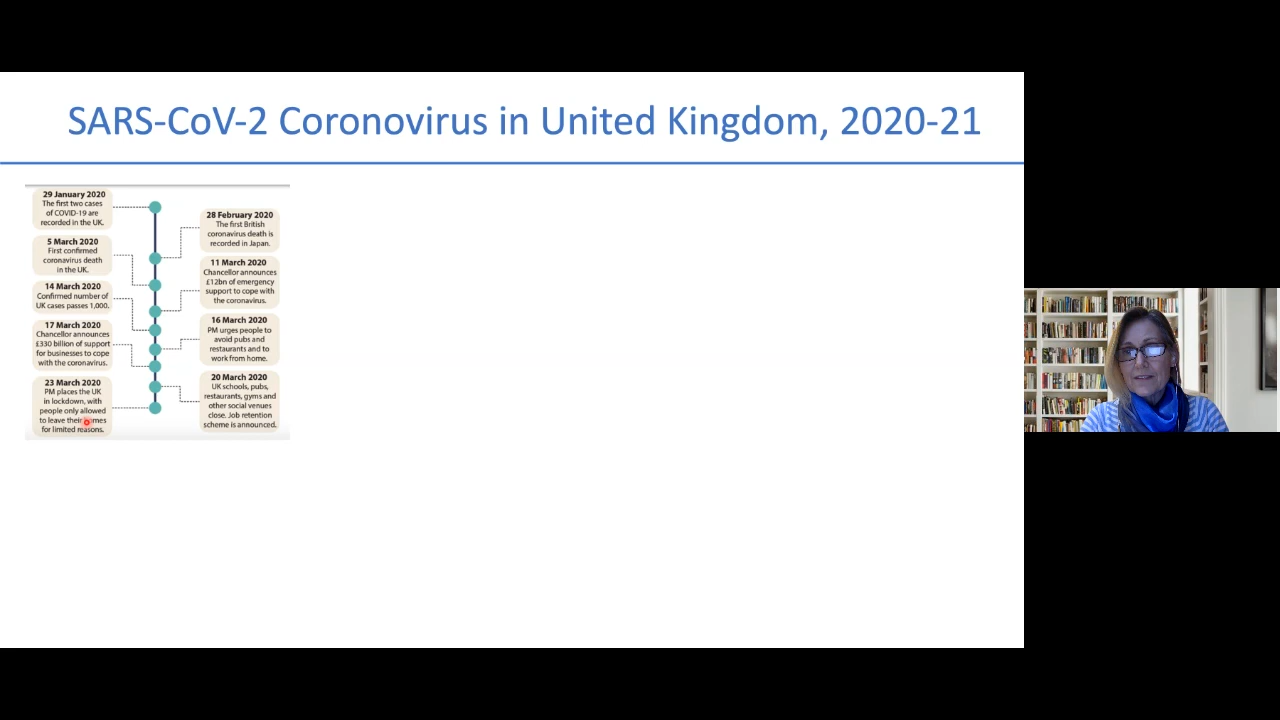 SARS-CoV-2 Coronovirus in United Kingdom, 2020-21
29 January 2020
The first two cases
of COVID-19 are
recorded in the UK.
28 February 2020
The first British
coronavirus death is
recorded in Japan.
5 March 2020
First confirmed
coronavirus death
in the UK.
11 March 2020
Chancellor announces
£12bn of emergency
support to cope with
the coronavirus.
14 March 2020
Confirmed number of
UK cases passes 1,000.
16 March 2020
PM urges people to
avoid pubs and
restaurants and to
work from home.
17 March 2020
Chancellor announces
£330 billion of support
for businesses to cope
with the coronavirus.
20 March 2020
UK schools, pubs,
restaurants, gyms and
other social venues
close. Job retention
scheme is announced.
23 March 2020
PM places the UK
in lockdown, with
people only allowed
to leave their homes
for limited reasons.